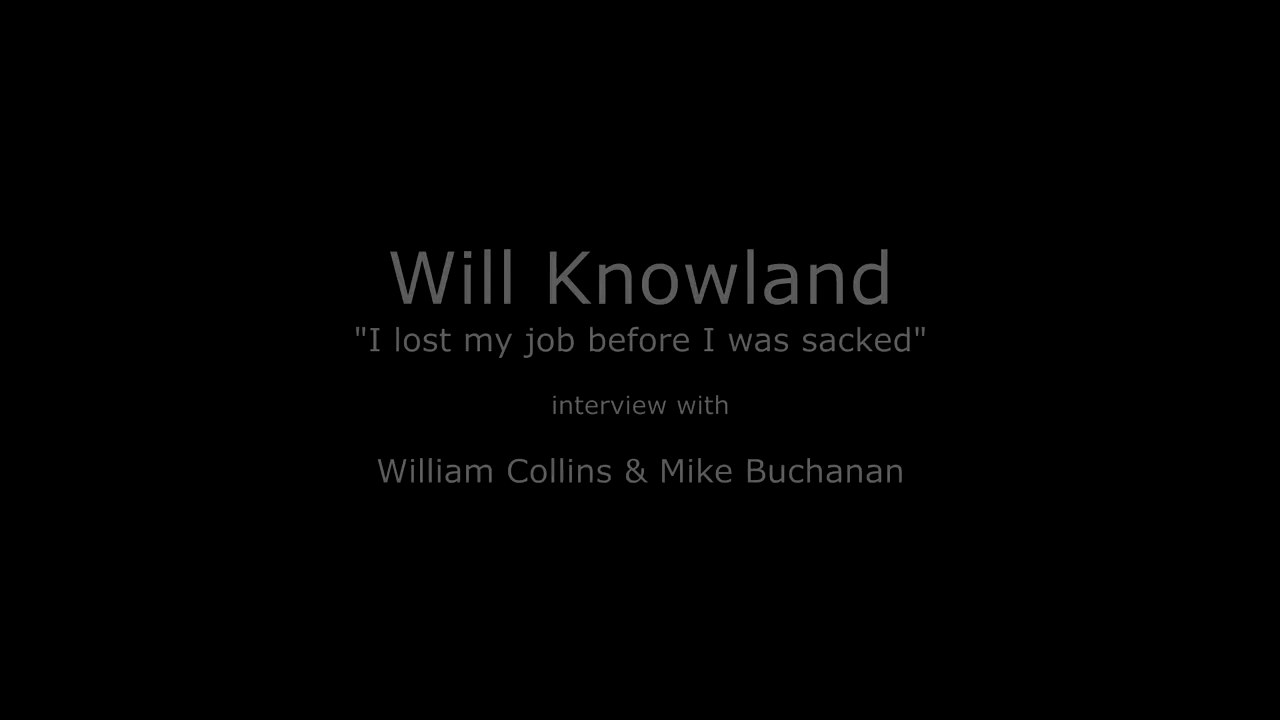 Will Knowland
"I lost my job before I was sacked"
interview with
William Collins & Mike Buchanan